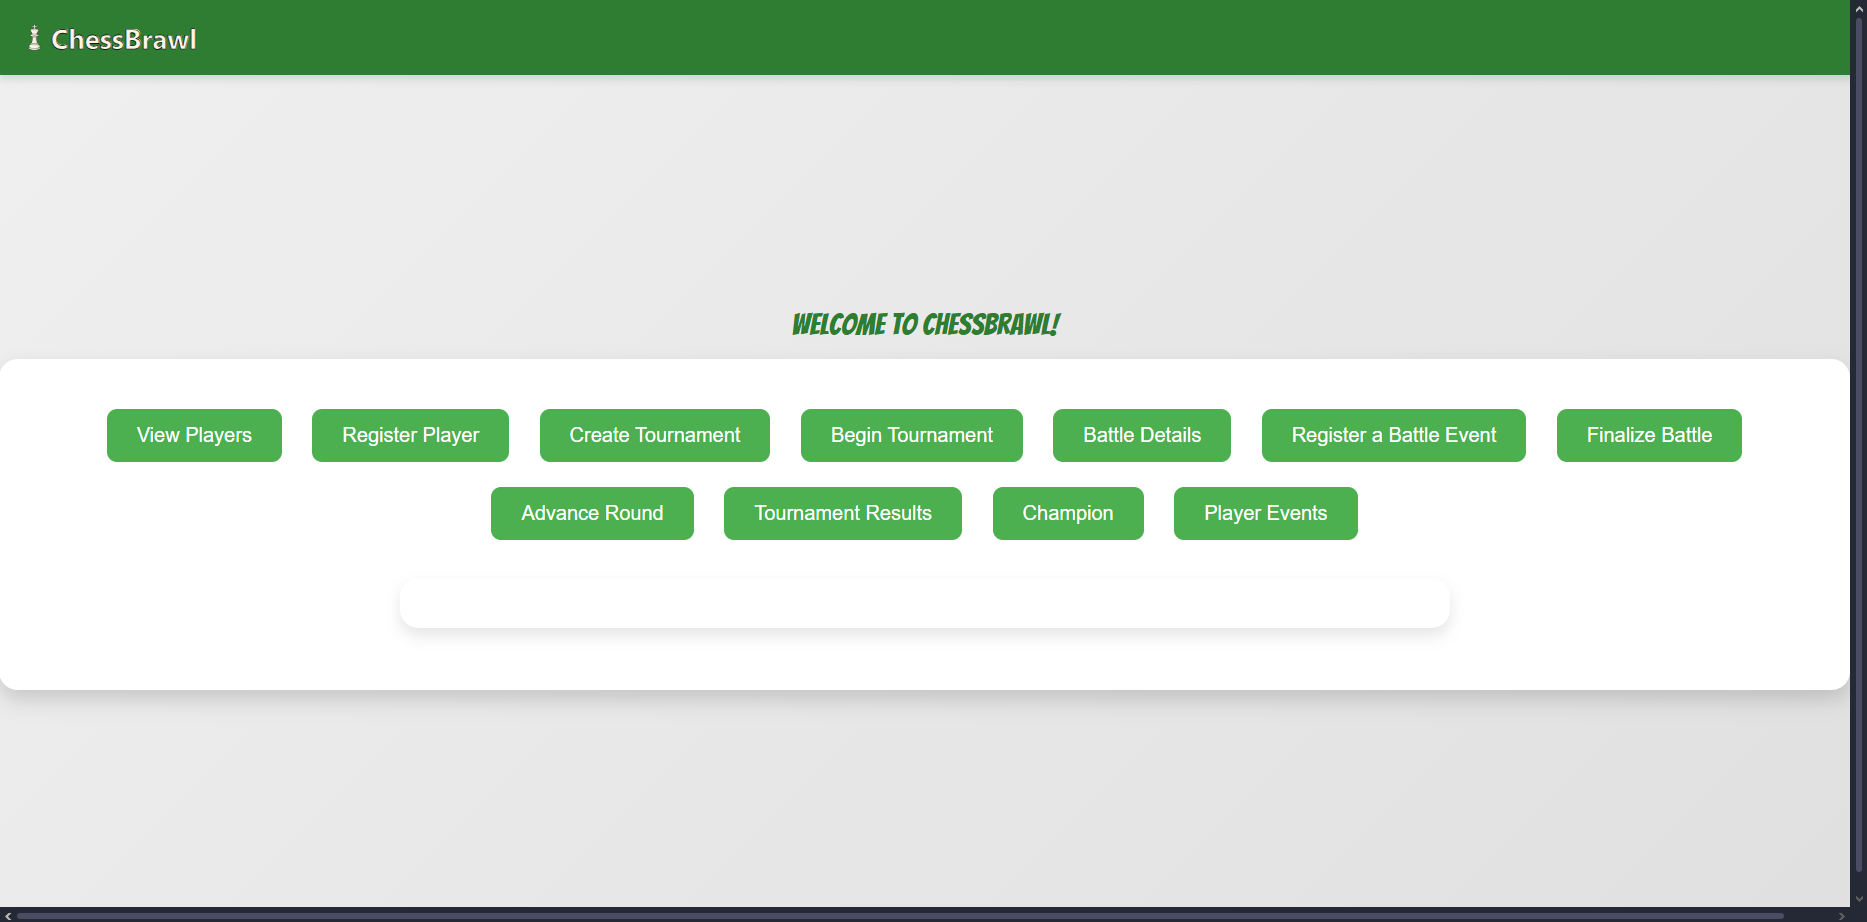 ChessBrawl
WELCOME TO CHESSBRAWL!
View Players Register Player Create Tournament Begin Tournament Battle Details Register a Battle Event Finalize Battle
Advance Round Tournament Results Champion Player Events